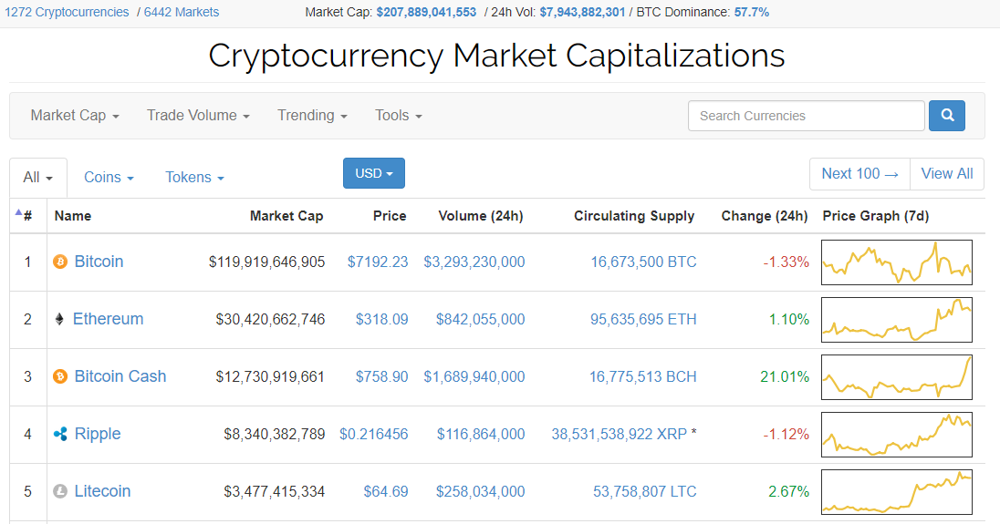 1272 Cryptocurrencies / 6442 Markets Market Cap: $207,889,041,553 / 24h Vol: $7,943,882,301 / BTC Dominance: 57.7%
Cryptocurrency Market Capitalizations
Market Cap Trade Volume Trending Tools Search Currencies
All Coins Tokens USD Next 100 → View All
# Name Market Cap Price Volume (24h) Circulating Supply Change (24h) Price Graph (7d)
1 Bitcoin $119,919,646,905 $7192.23 $3,293,230,000 16,673,500 BTC -1.33%
2 Ethereum $30,420,662,746 $318.09 $842,055,000 95,635,695 ETH 1.10%
3 Bitcoin Cash $12,730,919,661 $758.90 $1,689,940,000 16,775,513 BCH 21.01%
4 Ripple $8,340,382,789 $0.216456 $116,864,000 38,531,538,922 XRP * -1.12%
5 Litecoin $3,477,415,334 $64.69 $258,034,000 53,758,807 LTC 2.67%